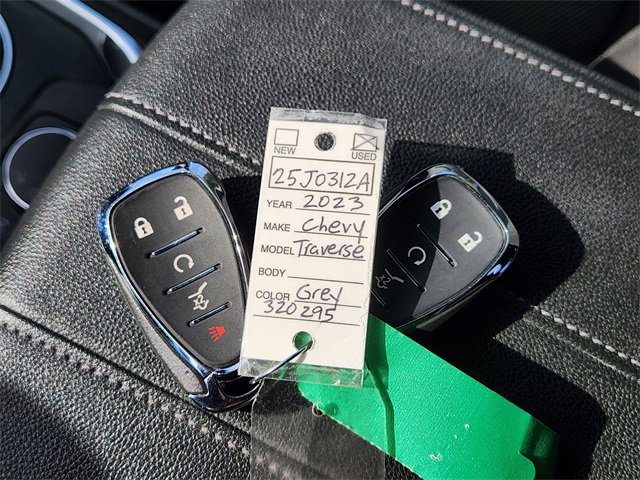 NEW USED
25J0312A
YEAR 2023
MAKE Chevy
MODEL Traverse
BODY
COLOR Grey
320295